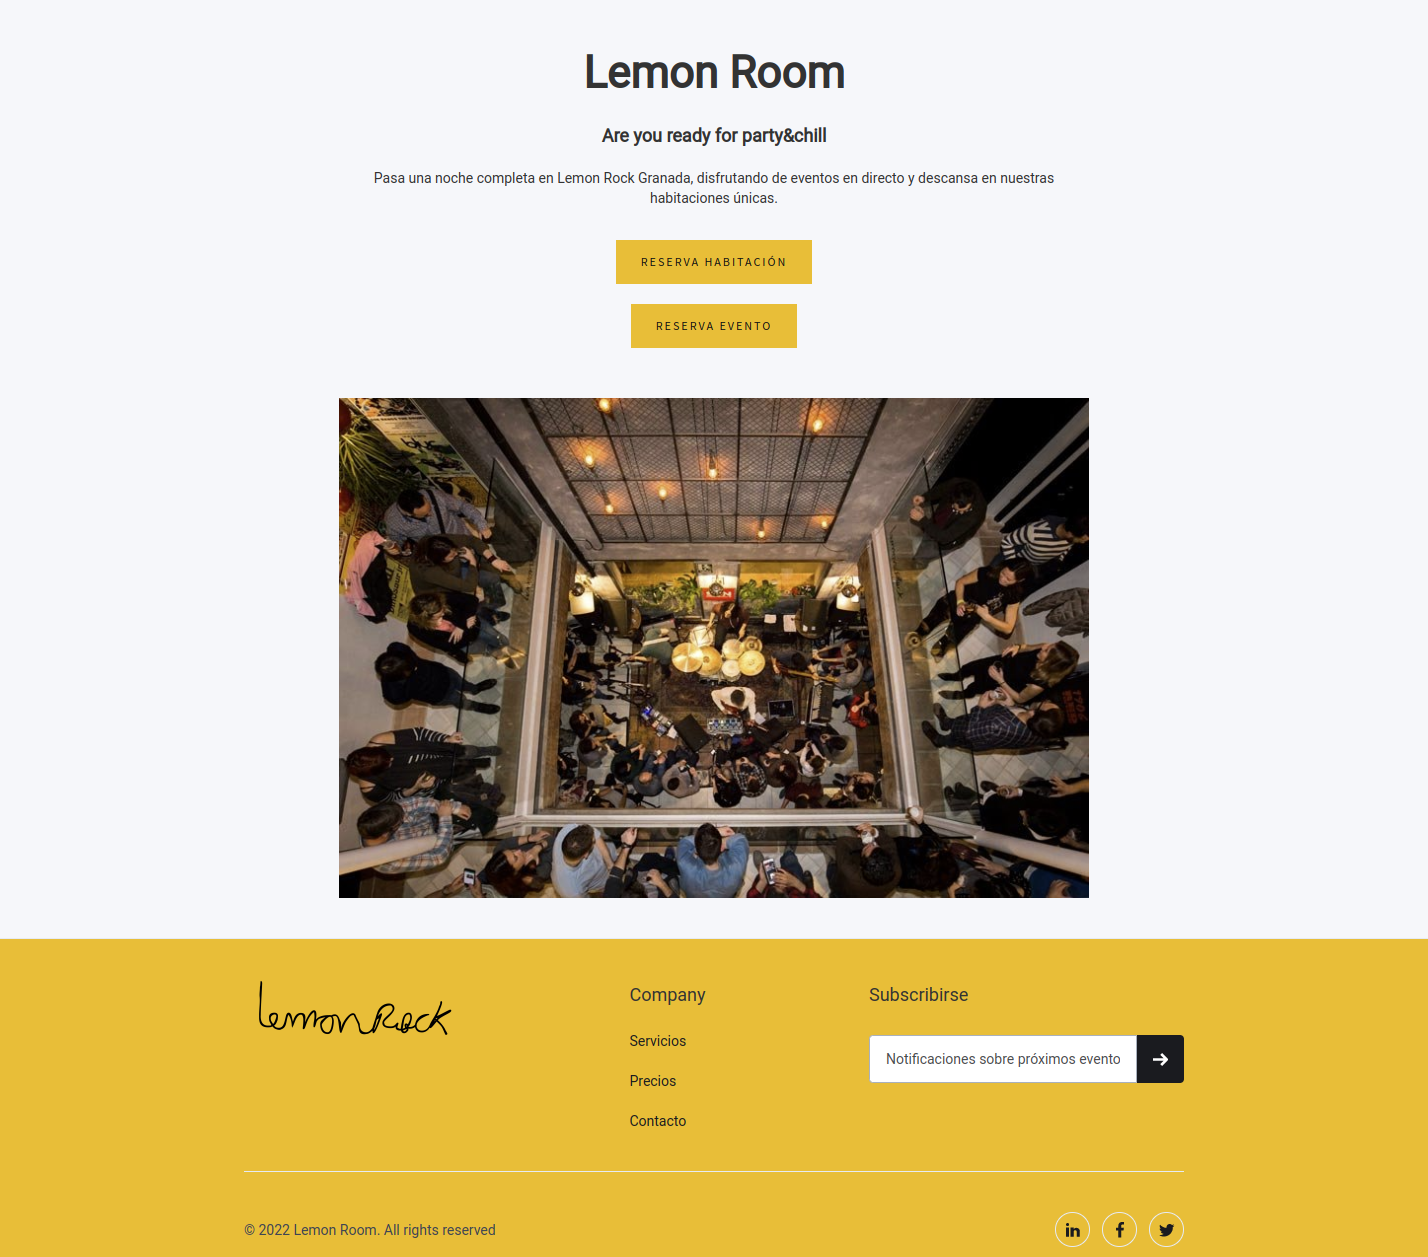 Lemon Room
Are you ready for party&chill
Pasa una noche completa en Lemon Rock Granada, disfrutando de eventos en directo y descansa en nuestras
habitaciones únicas.
RESERVA HABITACIÓN
RESERVA EVENTO
Lemon Rock
Company
Subscribirse
Servicios
Notificaciones sobre próximos evento
Precios
Contacto
© 2022 Lemon Room. All rights reserved